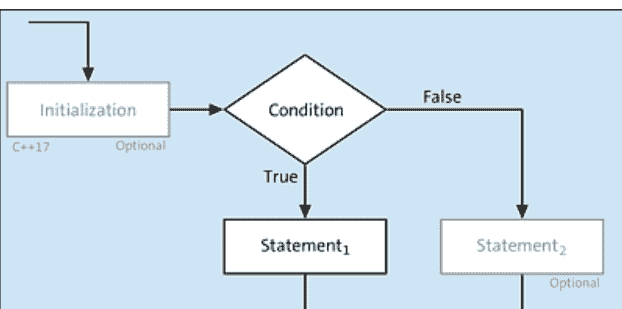 Initialization
C++17
Optional
Condition
False
True
Statement1
Statement2
Optional